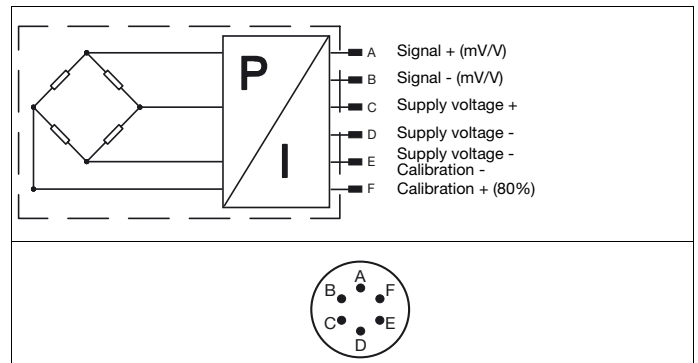 P
I
A Signal + (mV/V)
B Signal - (mV/V)
C Supply voltage +
D Supply voltage -
E Supply voltage -
Calibration -
F Calibration + (80%)
A
B F
C E
D